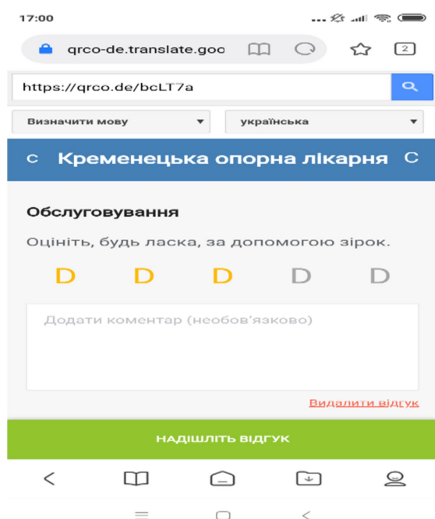 17:00
qrco-de.translate.goo
2
https://qrco.de/bcLT7a
Визначити мову
українська
C Кременецька опорна лікарня C
Обслуговування
Оцініть, будь ласка, за допомогою зірок.
D D D D D
Додати коментар (необов'язково)
Видалити відгук
НАДІШЛІТЬ ВІДГУК